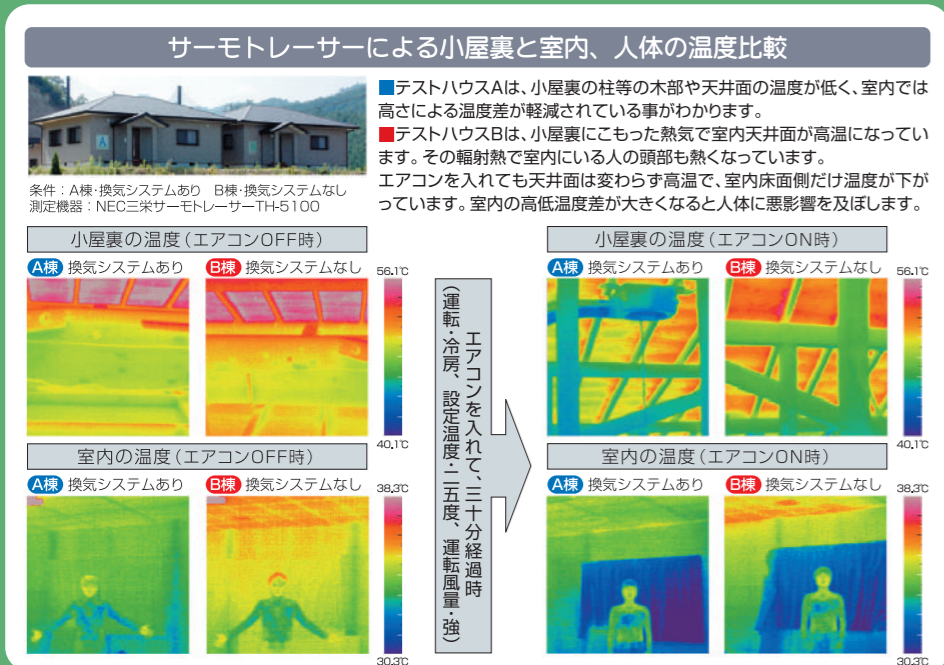 サーモトレーサーによる小屋裏と室内、人体の温度比較
■テストハウスAは、小屋裏の柱等の木部や天井面の温度が低く、室内では
高さによる温度差が軽減されている事がわかります。
■テストハウスBは、小屋裏にこもった熱気で室内天井面が高温になってい
ます。その輻射熱で室内にいる人の頭部も熱くなっています。
エアコンを入れても天井面は変わらず高温で、室内床面側だけ温度が下が
っています。室内の高低温度差が大きくなると人体に悪影響を及ぼします。
A
条件：A棟・換気システムあり　B棟・換気システムなし
測定機器：NEC三栄サーモトレーサーTH-5100
小屋裏の温度（エアコンOFF時）
A棟 換気システムあり B棟 換気システムなし 56.1℃
40.1℃
室内の温度（エアコンOFF時）
A棟 換気システムあり B棟 換気システムなし 38.3℃
30.3℃
エアコンを入れて、三十分経過時
（運転・冷房、設定温度・二五度、運転風量・強）
小屋裏の温度（エアコンON時）
A棟 換気システムあり B棟 換気システムなし 56.1℃
40.1℃
室内の温度（エアコンON時）
A棟 換気システムあり B棟 換気システムなし 38.3℃
30.3℃